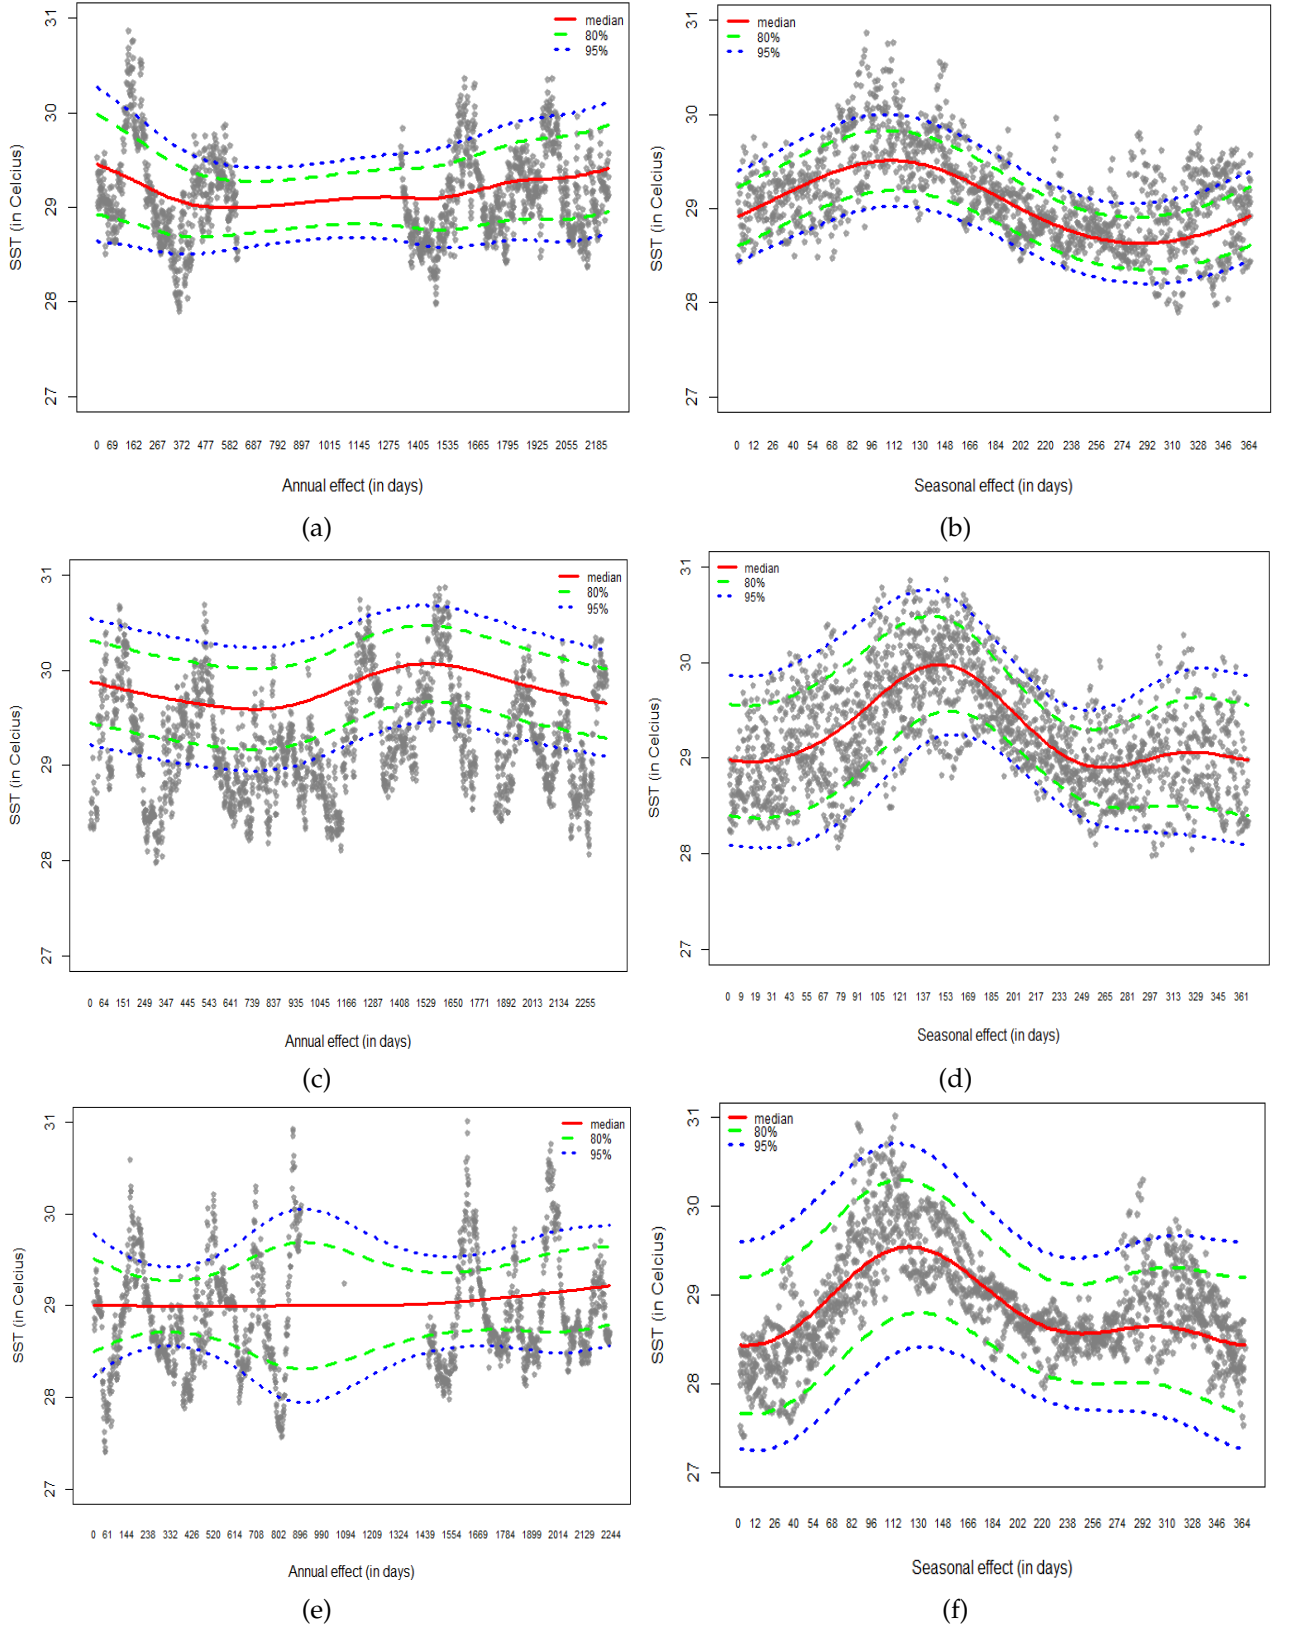 31
30
29
28
27
SST (in Celcius)
median
80%
95%
0 69 162 267 372 477 582 687 792 897 1015 1145 1275 1405 1535 1665 1795 1925 2055 2185
Annual effect (in days)
(a)
31
30
29
28
27
SST (in Celcius)
median
80%
95%
0 12 26 40 54 68 82 96 112 130 148 166 184 202 220 238 256 274 292 310 328 346 364
Seasonal effect (in days)
(b)
31
30
29
28
27
SST (in Celcius)
median
80%
95%
0 64 151 249 347 445 543 641 739 837 935 1045 1166 1287 1408 1529 1650 1771 1892 2013 2134 2255
Annual effect (in days)
(c)
31
30
29
28
27
SST (in Celcius)
median
80%
95%
0 9 19 31 43 55 67 79 91 105 121 137 153 169 185 201 217 233 249 265 281 297 313 329 345 361
Seasonal effect (in days)
(d)
31
30
29
28
27
SST (in Celcius)
median
80%
95%
0 61 144 238 332 426 520 614 708 802 896 990 1094 1209 1324 1439 1554 1669 1784 1899 2014 2129 2244
Annual effect (in days)
(e)
31
30
29
28
27
SST (in Celcius)
median
80%
95%
0 12 26 40 54 68 82 96 112 130 148 166 184 202 220 238 256 274 292 310 328 346 364
Seasonal effect (in days)
(f)